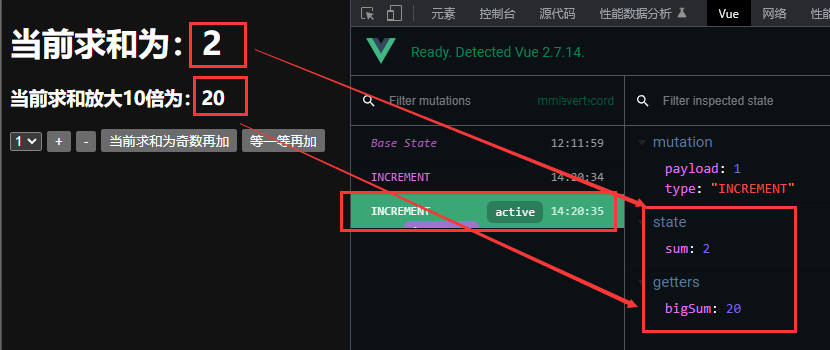 当前求和为：2
当前求和放大10倍为：20
1 + - 当前求和为奇数再加 等一等再加
元素 控制台 源代码 性能数据分析 Vue 网络
Ready. Detected Vue 2.7.14.
Filter mutations
Base State 12:11:59
INCREMENT 14:20:34
INCREMENT active 14:20:35
Filter inspected state
mutation
payload: 1
type: "INCREMENT"
state
sum: 2
getters
bigSum: 20